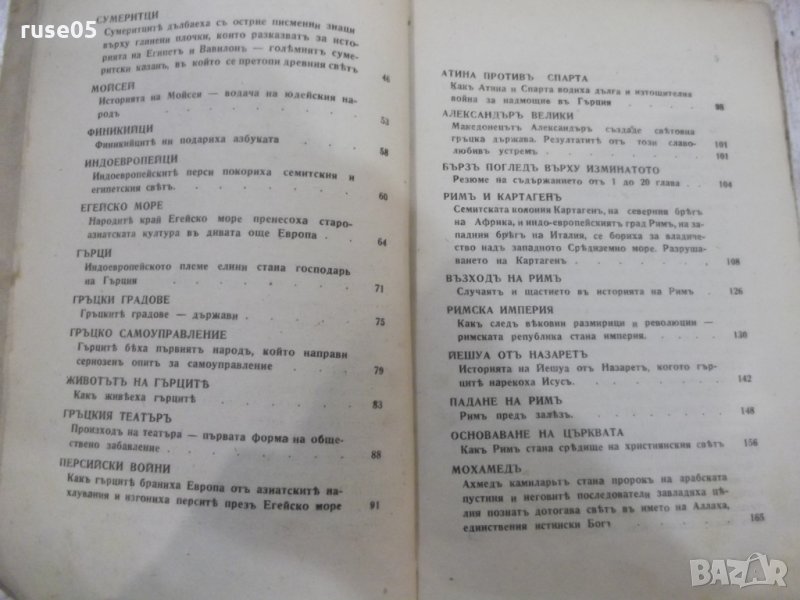 ruse05
СУМЕРИТЦИ
Сумеритцитѣ дълбаеха съ остри писменни знаци
върху глинени плочки, които разказватъ за исто-
рията на Египетъ и Вавилонъ — големиятъ суме-
ритски казанъ, въ който се претопи древния свѣтъ
46
МОЙСЕЙ
Историята на Мойсея — водача на юдейския на-
родъ
53
ФИНИКИЙЦИ
Финикийцитѣ ни подариха азбуката
58
ИНДОЕВРОПЕЙЦИ
Индоевропейскитѣ перси покориха семитския и
египетския свѣтъ.
60
ЕГЕЙСКО МОРЕ
Народитѣ край Егейско море пренесоха старо-
азиатската култура въ дивата още Европа
64
ГЪРЦИ
Индоевропейското племе елини стана господарь
на Гърция
71
ГРЪЦКИ ГРАДОВЕ
Гръцкитѣ градове — държави
75
ГРЪЦКО САМОУПРАВЛЕНИЕ
Гърцитѣ бѣха първиятъ народъ, който направи
сериозенъ опитъ за самоуправление
79
ЖИВОТЪТЪ НА ГЪРЦИТѢ
Какъ живѣеха гърцитѣ
83
ГРЪЦКИЯ ТЕАТЪРЪ
Произходъ на театъра — първата форма на обще-
ствено забавление
88
ПЕРСИЙСКИ ВОЙНИ
Какъ гърцитѣ браниха Европа отъ азиатскитѣ на-
хлувания и изгониха перситѣ презъ Егейско море
91
5
АТИНА ПРОТИВЪ СПАРТА
Какъ Атина и Спарта водиха дълга и изтощителна
война за надмощие въ Гърция
98
АЛЕКСАНДЪРЪ ВЕЛИКИ
Македонецътъ Александъръ създаде свѣтовна
гръцка държава. Резултатитѣ отъ този славо-
любивъ устремъ
101
101
БЪРЗЪ ПОГЛЕДЪ ВЪРХУ ИЗМИНАТОТО
Резюме на съдържанието отъ 1 до 20 глава
104
РИМЪ И КАРТАГЕНЪ
Семитската колония Картагенъ, на северния брѣгъ
на Африка, и индо-европейскиятъ град Римъ, на за-
падния брѣгъ на Италия, се бориха за владичество
надъ западното Срѣдиземно море. Разруша-
ването на Картагенъ
108
ВЪЗХОДЪ НА РИМЪ
Случаятъ и щастието въ историята на Римъ
126
РИМСКА ИМПЕРИЯ
Какъ следъ вѣковни размирици и революции —
римската република стана империя.
130
ЙЕШУА ОТЪ НАЗАРЕТЪ
Историята на Йешуа отъ Назаретъ, когото гър-
цитѣ нарекоха Исусъ.
142
ПАДАНЕ НА РИМЪ
Римъ предъ залѣзъ.
148
ОСНОВАВАНЕ НА ЦЪРКВАТА
Какъ Римъ стана срѣдище на християнския свѣтъ
156
МОХАМЕДЪ
Ахмедъ камиларьтъ стана пророкъ на арабската
пустиня и неговитѣ последователи завладяха цѣ-
лия познатъ дотогава свѣтъ въ името на Аллаха,
единствения истински Богъ
165
BAZAR